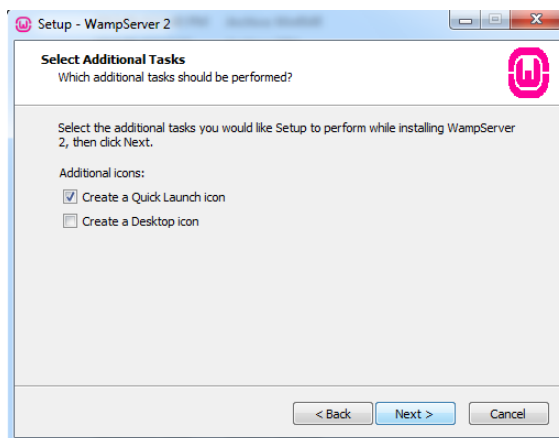 Setup - WampServer 2
Select Additional Tasks
Which additional tasks should be performed?
Select the additional tasks you would like Setup to perform while installing WampServer
2, then click Next.
Additional icons:
Create a Quick Launch icon
Create a Desktop icon
< Back Next > Cancel